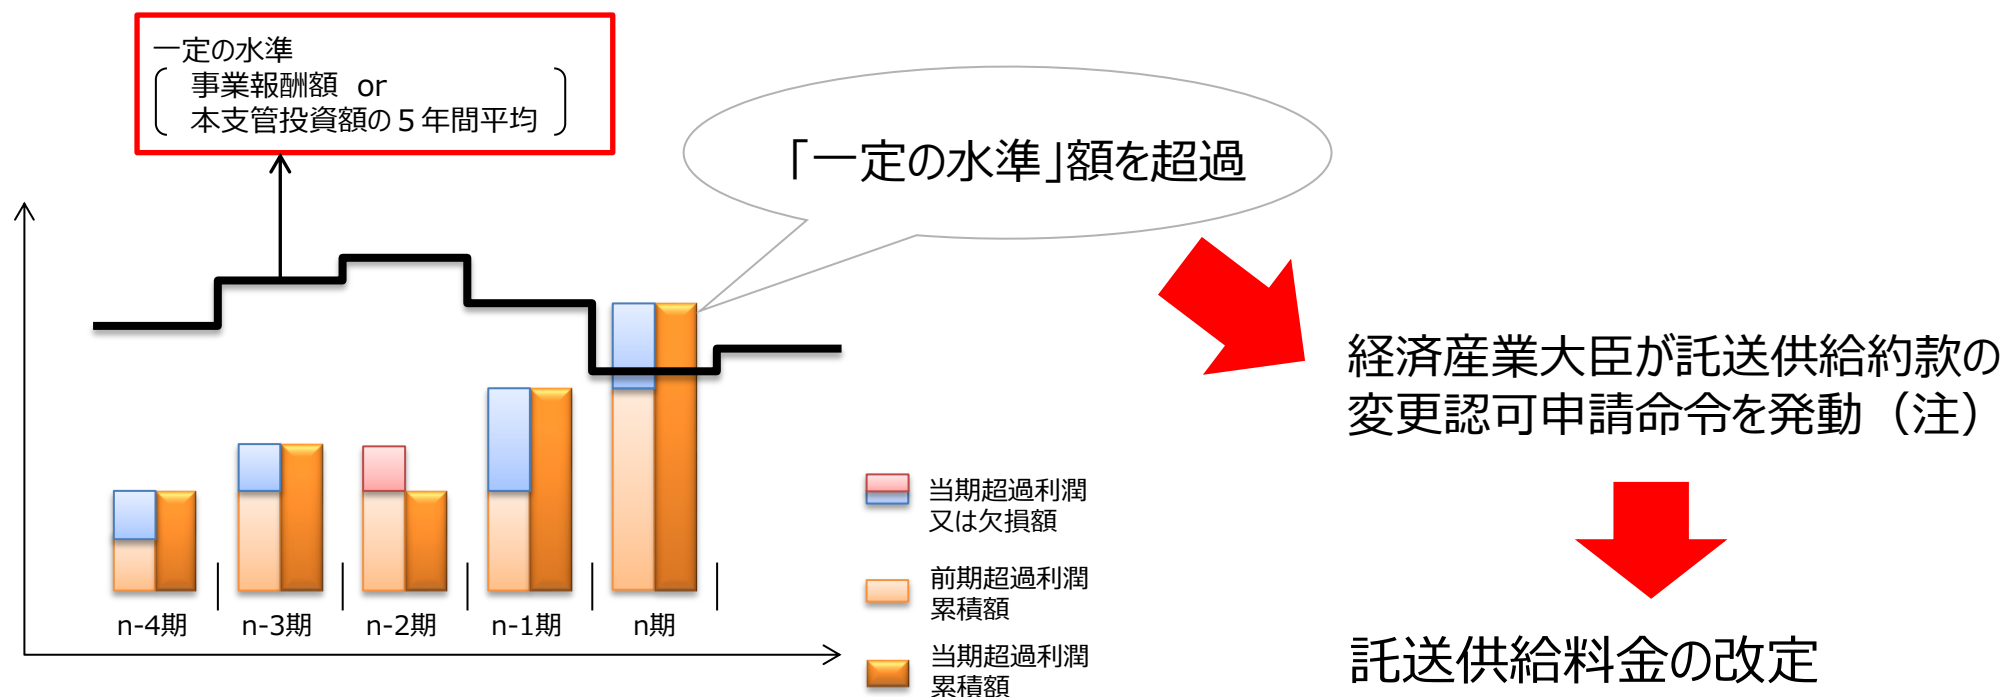 一定の水準
事業報酬額 or
本支管投資額の５年間平均
「一定の水準」額を超過
経済産業大臣が託送供給約款の
変更認可申請命令を発動（注）
託送供給料金の改定
n-4期
n-3期
n-2期
n-1期
n期
当期超過利潤
又は欠損額
前期超過利潤
累積額
当期超過利潤
累積額